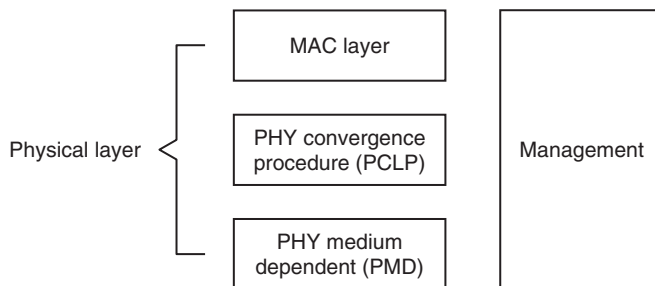 MAC layer
Physical layer
PHY convergence
procedure (PCLP)
Management
PHY medium
dependent (PMD)